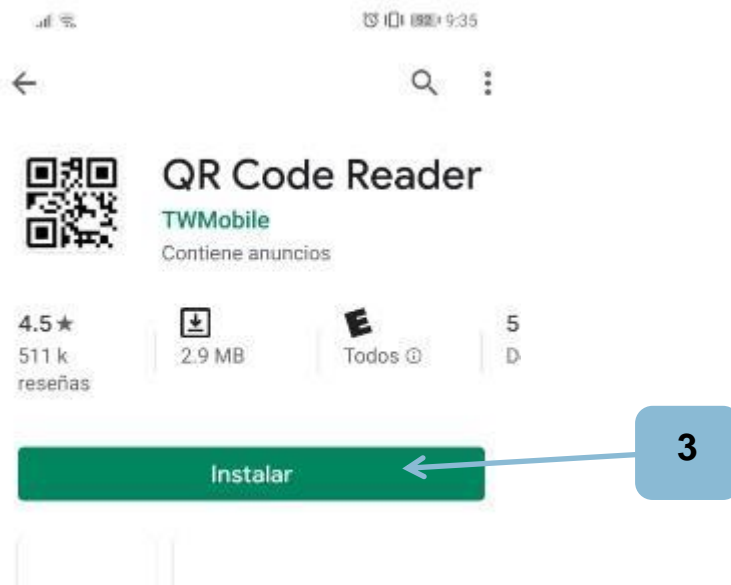 9:35
QR Code Reader
TWMobile
Contiene anuncios
4.5★
511 k
reseñas
2.9 MB
Todos ⓘ
5
D
Instalar
3